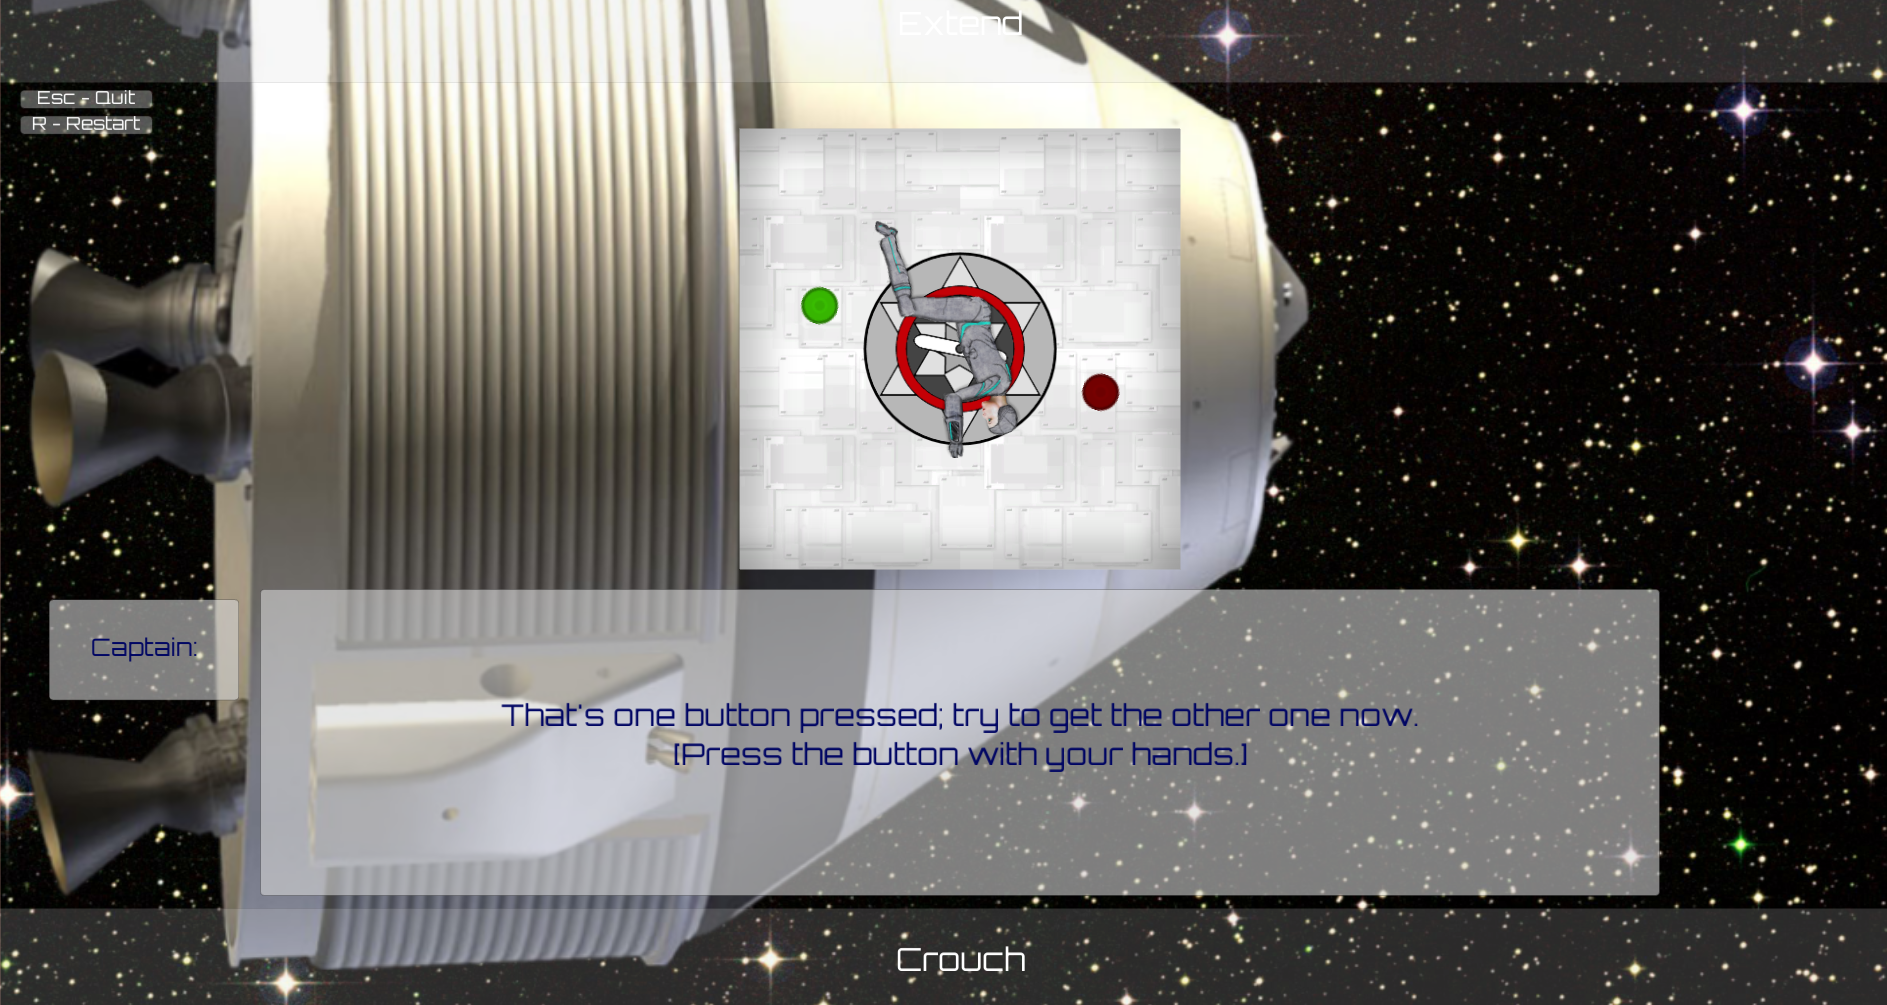 Extend
Esc - Quit
R - Restart
Captain:
That's one button pressed; try to get the other one now.
[Press the button with your hands.]
Crouch